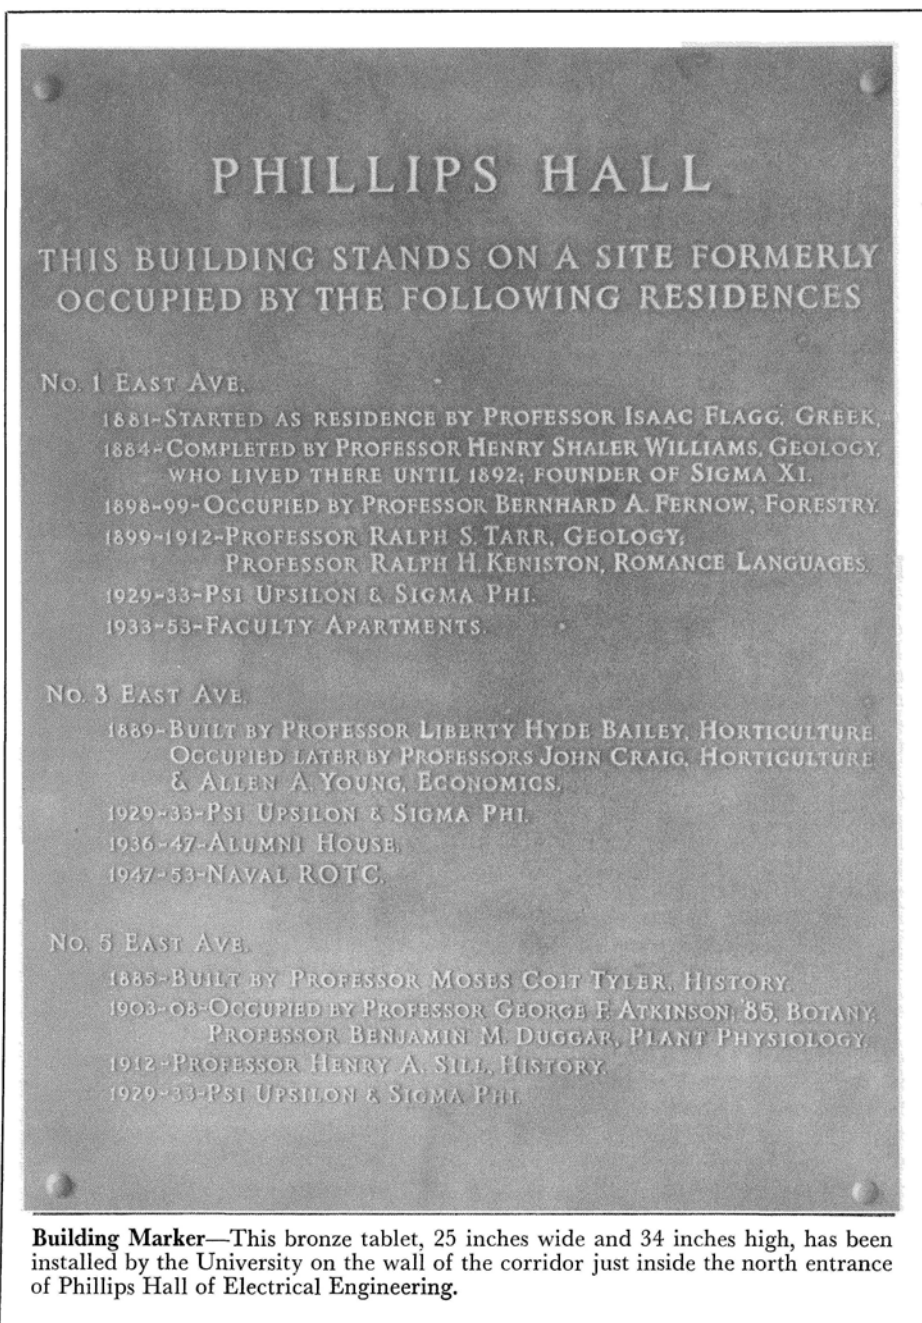 PHILLIPS HALL
THIS BUILDING STANDS ON A SITE FORMERLY
OCCUPIED BY THE FOLLOWING RESIDENCES
No. 1 EAST AVE.
1881-STARTED AS RESIDENCE BY PROFESSOR ISAAC FLAGG, GREEK,
1884-COMPLETED BY PROFESSOR HENRY SHALER WILLIAMS, GEOLOGY,
WHO LIVED THERE UNTIL 1892; FOUNDER OF SIGMA XI.
1898-99-OCCUPIED BY PROFESSOR BERNHARD A. FERNOW, FORESTRY.
1899-1912-PROFESSOR RALPH S. TARR, GEOLOGY;
PROFESSOR RALPH H. KENISTON, ROMANCE LANGUAGES.
1929-33-PSI UPSILON & SIGMA PHI.
1933-53-FACULTY APARTMENTS.
No. 3 EAST AVE.
1889-BUILT BY PROFESSOR LIBERTY HYDE BAILEY, HORTICULTURE.
OCCUPIED LATER BY PROFESSORS JOHN CRAIG, HORTICULTURE
& ALLEN A. YOUNG, ECONOMICS.
1929-33-PSI UPSILON & SIGMA PHI.
1936-47-ALUMNI HOUSE.
1947-53-NAVAL ROTC.
No. 5 EAST AVE.
1885-BUILT BY PROFESSOR MOSES COIT TYLER, HISTORY.
1903-08-OCCUPIED BY PROFESSOR GEORGE F. ATKINSON, '85, BOTANY;
PROFESSOR BENJAMIN M. DUGGAR, PLANT PHYSIOLOGY.
1912-PROFESSOR HENRY A. SILL, HISTORY.
1929-33-PSI UPSILON & SIGMA PHI.
Building Marker—This bronze tablet, 25 inches wide and 34 inches high, has been
installed by the University on the wall of the corridor just inside the north entrance
of Phillips Hall of Electrical Engineering.